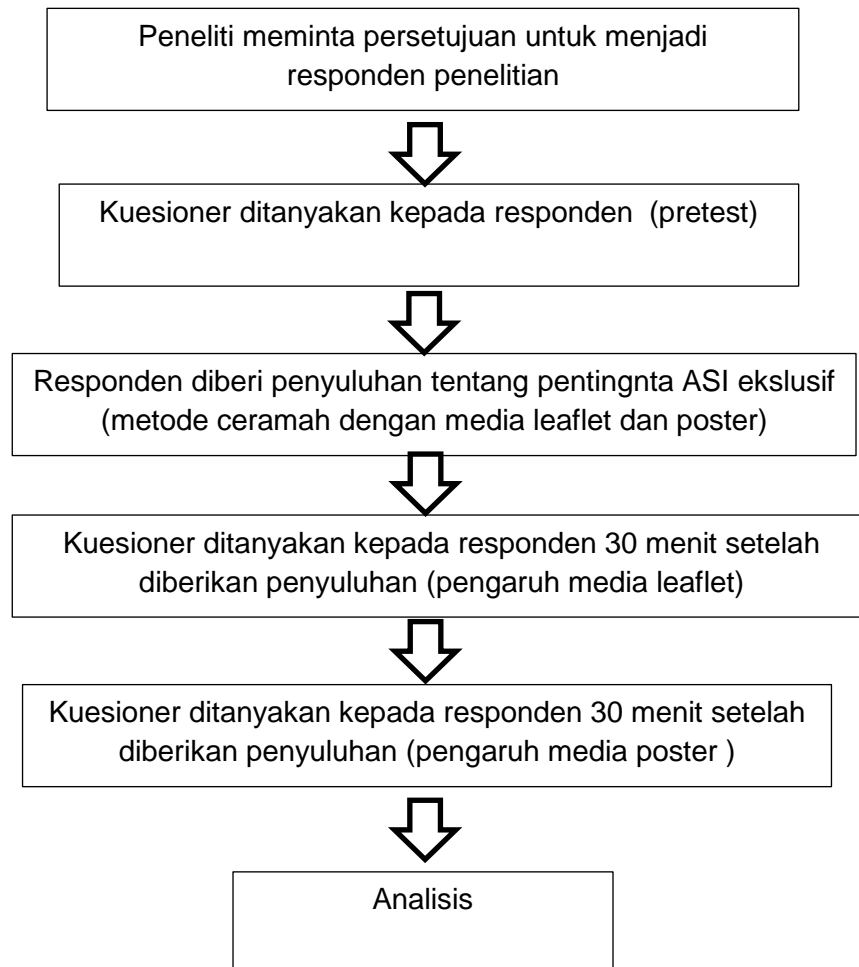 Peneliti meminta persetujuan untuk menjadi
responden penelitian
Kuesioner ditanyakan kepada responden (pretest)
Responden diberi penyuluhan tentang pentingnta ASI ekslusif
(metode ceramah dengan media leaflet dan poster)
Kuesioner ditanyakan kepada responden 30 menit setelah
diberikan penyuluhan (pengaruh media leaflet)
Kuesioner ditanyakan kepada responden 30 menit setelah
diberikan penyuluhan (pengaruh media poster )
Analisis